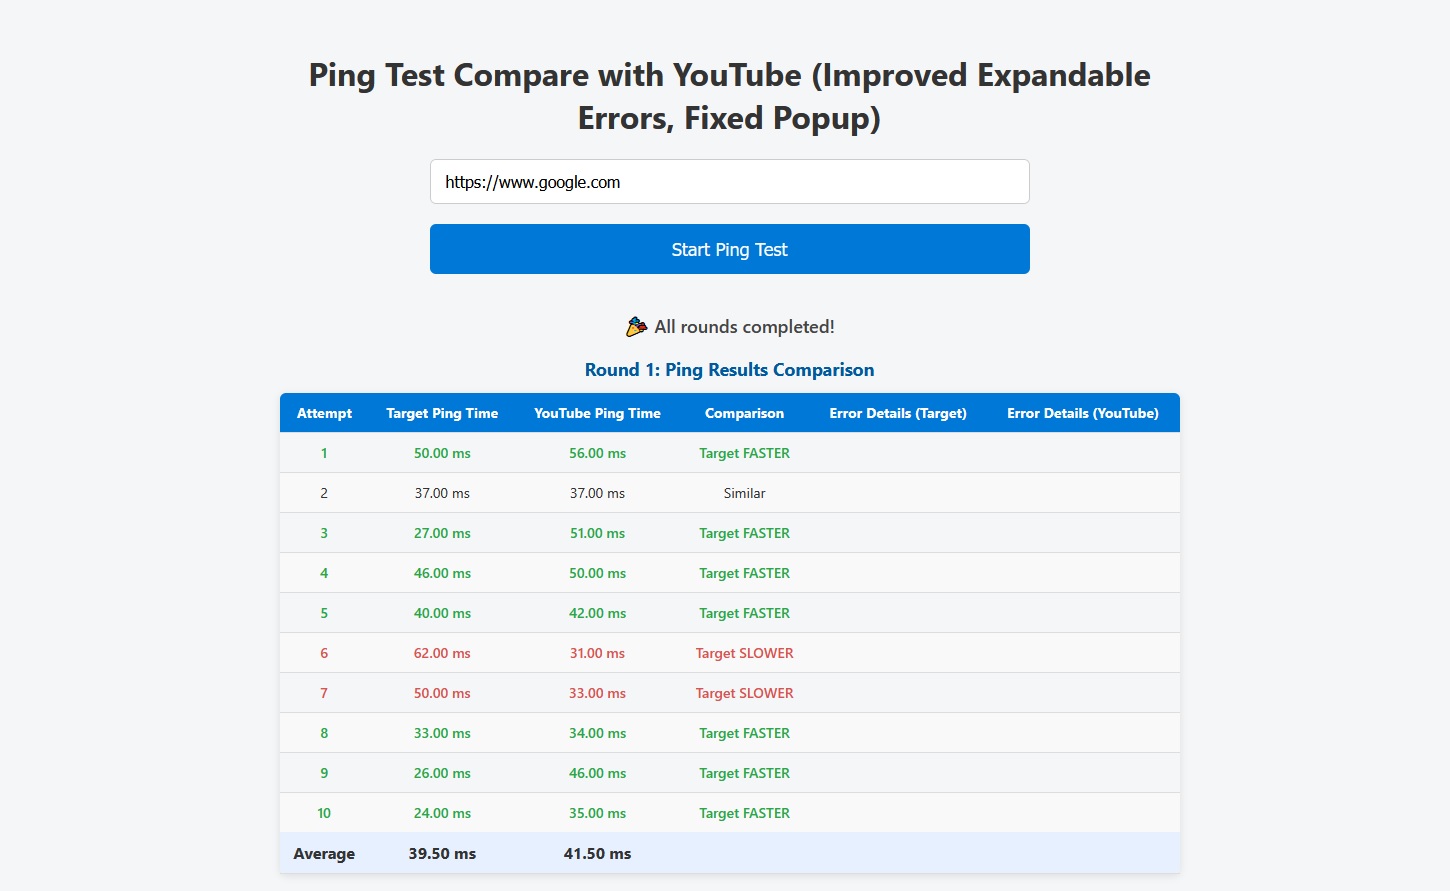 Ping Test Compare with YouTube (Improved Expandable
Errors, Fixed Popup)
https://www.google.com
Start Ping Test
🎉 All rounds completed!
Round 1: Ping Results Comparison
Attempt Target Ping Time YouTube Ping Time Comparison Error Details (Target) Error Details (YouTube)
1 50.00 ms 56.00 ms Target FASTER
2 37.00 ms 37.00 ms Similar
3 27.00 ms 51.00 ms Target FASTER
4 46.00 ms 50.00 ms Target FASTER
5 40.00 ms 42.00 ms Target FASTER
6 62.00 ms 31.00 ms Target SLOWER
7 50.00 ms 33.00 ms Target SLOWER
8 33.00 ms 34.00 ms Target FASTER
9 26.00 ms 46.00 ms Target FASTER
10 24.00 ms 35.00 ms Target FASTER
Average 39.50 ms 41.50 ms